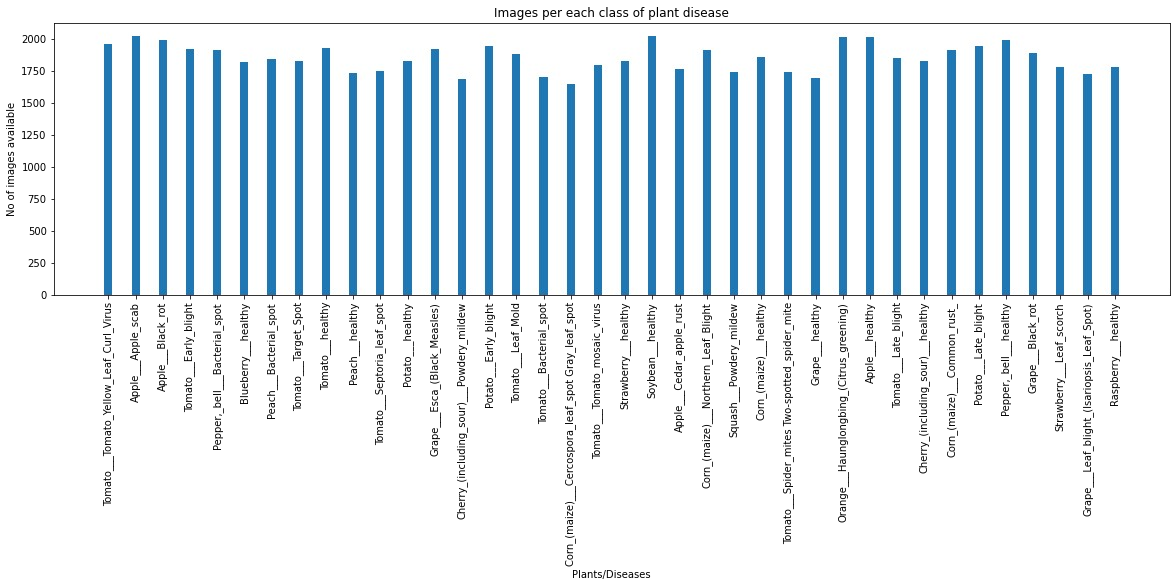 Images per each class of plant disease
No of images available
2000
1750
1500
1250
1000
750
500
250
0
Tomato___Tomato_Yellow_Leaf_Curl_Virus
Apple___Apple_scab
Apple___Black_rot
Tomato___Early_blight
Pepper,_bell___Bacterial_spot
Blueberry___healthy
Peach___Bacterial_spot
Tomato___Target_Spot
Tomato___healthy
Peach___healthy
Tomato___Septoria_leaf_spot
Potato___healthy
Grape___Esca_(Black_Measles)
Cherry_(including_sour)___Powdery_mildew
Potato___Early_blight
Tomato___Leaf_Mold
Tomato___Bacterial_spot
Corn_(maize)___Cercospora_leaf_spot Gray_leaf_spot
Tomato___Tomato_mosaic_virus
Strawberry___healthy
Soybean___healthy
Apple___Cedar_apple_rust
Corn_(maize)___Northern_Leaf_Blight
Squash___Powdery_mildew
Corn_(maize)___healthy
Tomato___Spider_mites Two-spotted_spider_mite
Grape___healthy
Orange___Haunglongbing_(Citrus_greening)
Apple___healthy
Tomato___Late_blight
Cherry_(including_sour)___healthy
Corn_(maize)___Common_rust_
Potato___Late_blight
Pepper,_bell___healthy
Grape___Black_rot
Strawberry___Leaf_scorch
Grape___Leaf_blight_(Isariopsis_Leaf_Spot)
Raspberry___healthy
Plants/Diseases